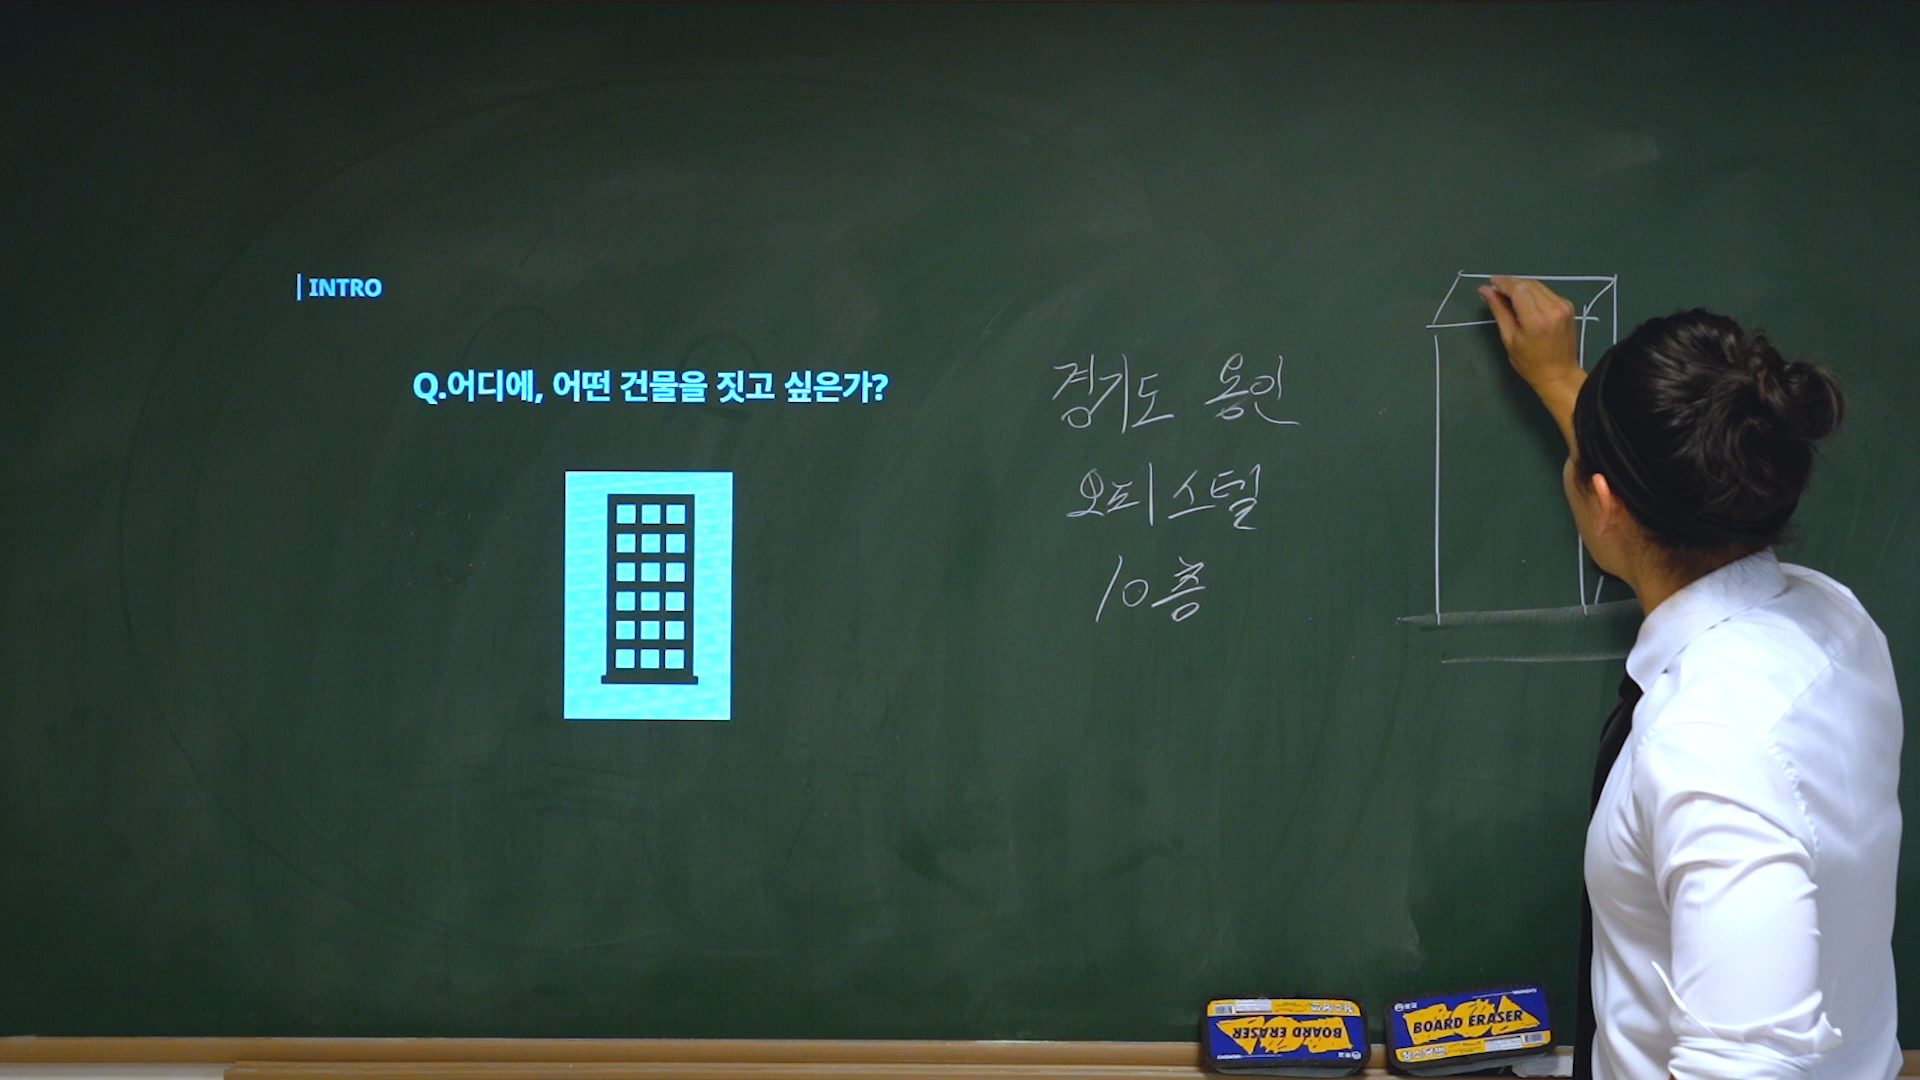 INTRO
Q.어디에, 어떤 건물을 짓고 싶은가?
경기도 용인
오피스텔
10층
BOARD ERASER
BOARD ERASER